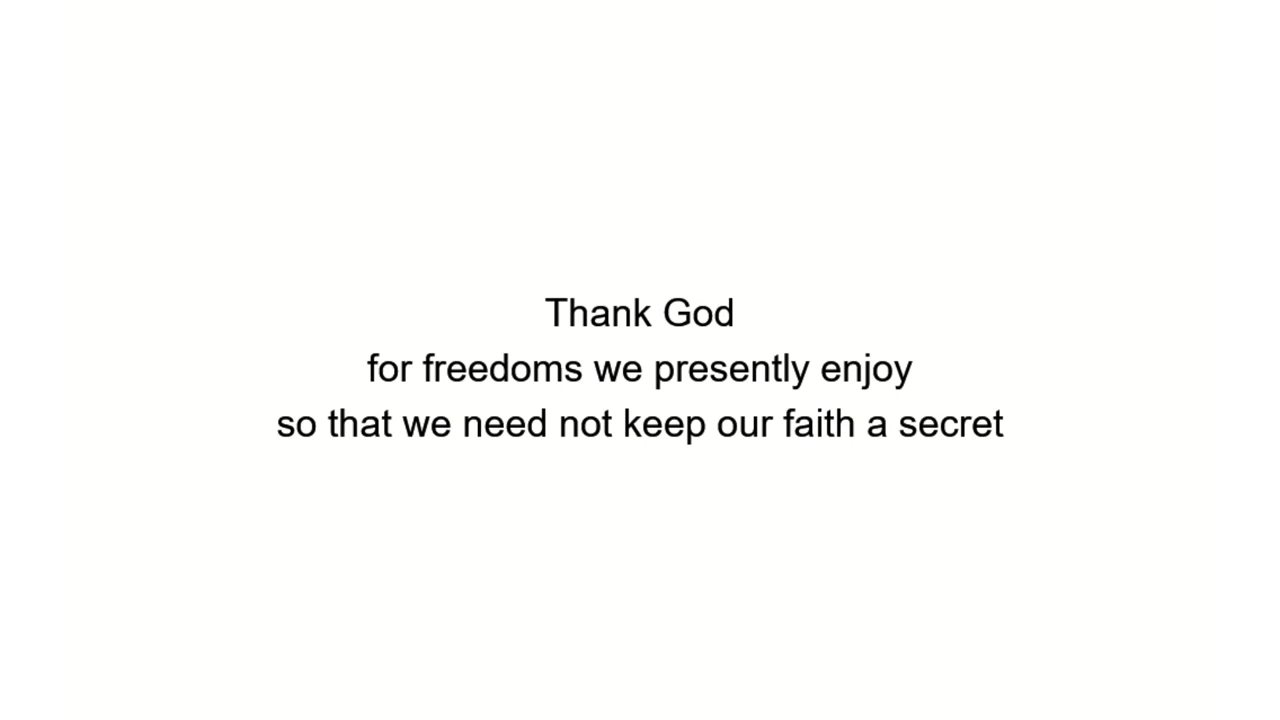 Thank God
for freedoms we presently enjoy
so that we need not keep our faith a secret